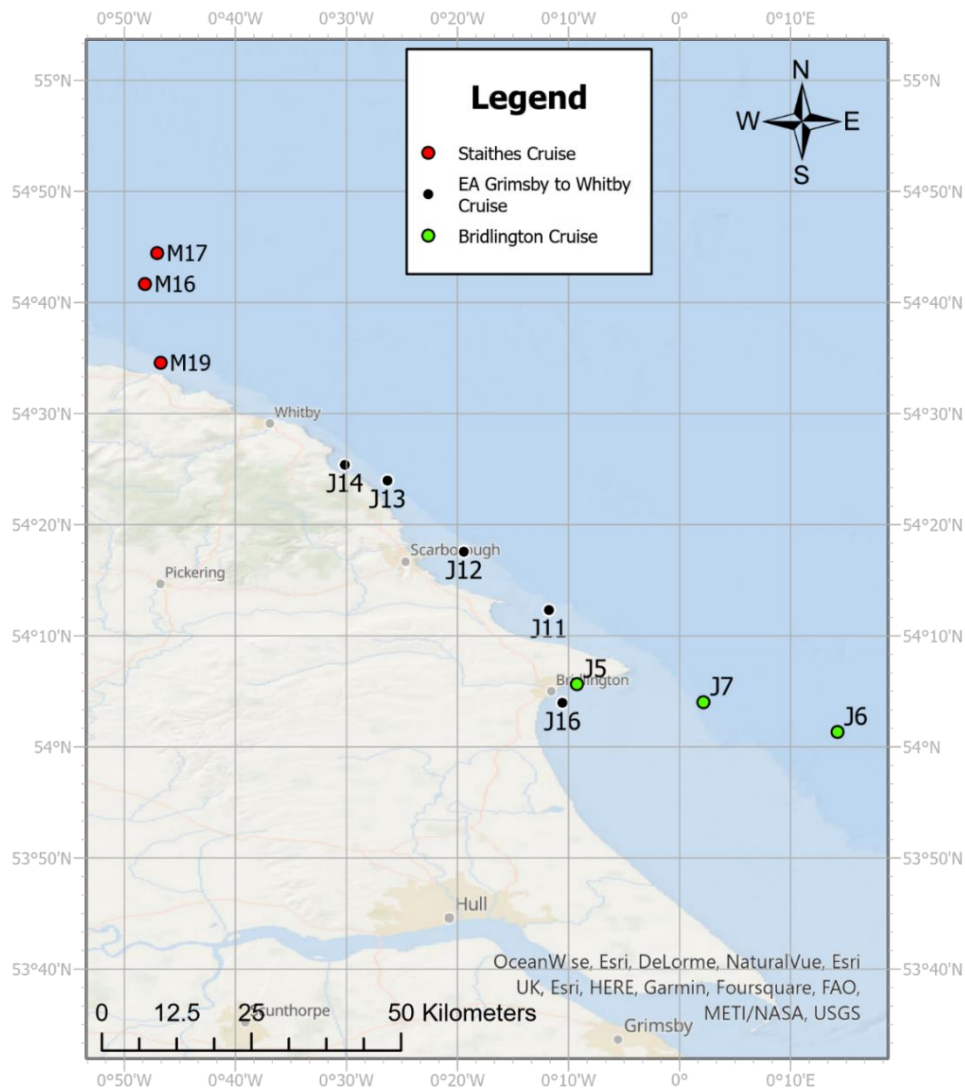 0°50'W 0°40'W 0°30'W 0°20'W 0°10'W 0° 0°10'E
55°N 55°N
Legend
Staithes Cruise
EA Grimsby to Whitby
Cruise
Bridlington Cruise
N
W E
S
54°50'N 54°50'N
M17
M16
54°40'N 54°40'N
M19
54°30'N 54°30'N
Whitby
J14
J13
54°20'N 54°20'N
Scarborough
J12
Pickering
J11
54°10'N 54°10'N
J5
Bridlington
J7
J16
J6
54°N 54°N
53°50'N 53°50'N
Hull
53°40'N 53°40'N
OceanWise, Esri, DeLorme, NaturalVue, Esri
UK, Esri, HERE, Garmin, Foursquare, FAO,
METI/NASA, USGS
0 12.5 25 50 Kilometers
Scunthorpe
Grimsby
0°50'W 0°40'W 0°30'W 0°20'W 0°10'W 0° 0°10'E